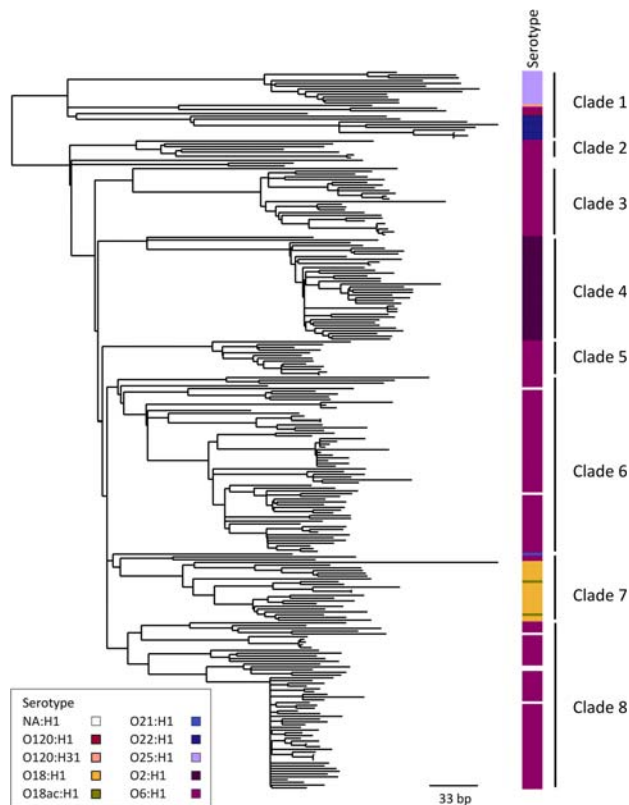 Serotype
Clade 1
Clade 2
Clade 3
Clade 4
Clade 5
Clade 6
Clade 7
Clade 8
Serotype
NA:H1
O120:H1
O120:H31
O18:H1
O18ac:H1
O21:H1
O22:H1
O25:H1
O2:H1
O6:H1
33 bp